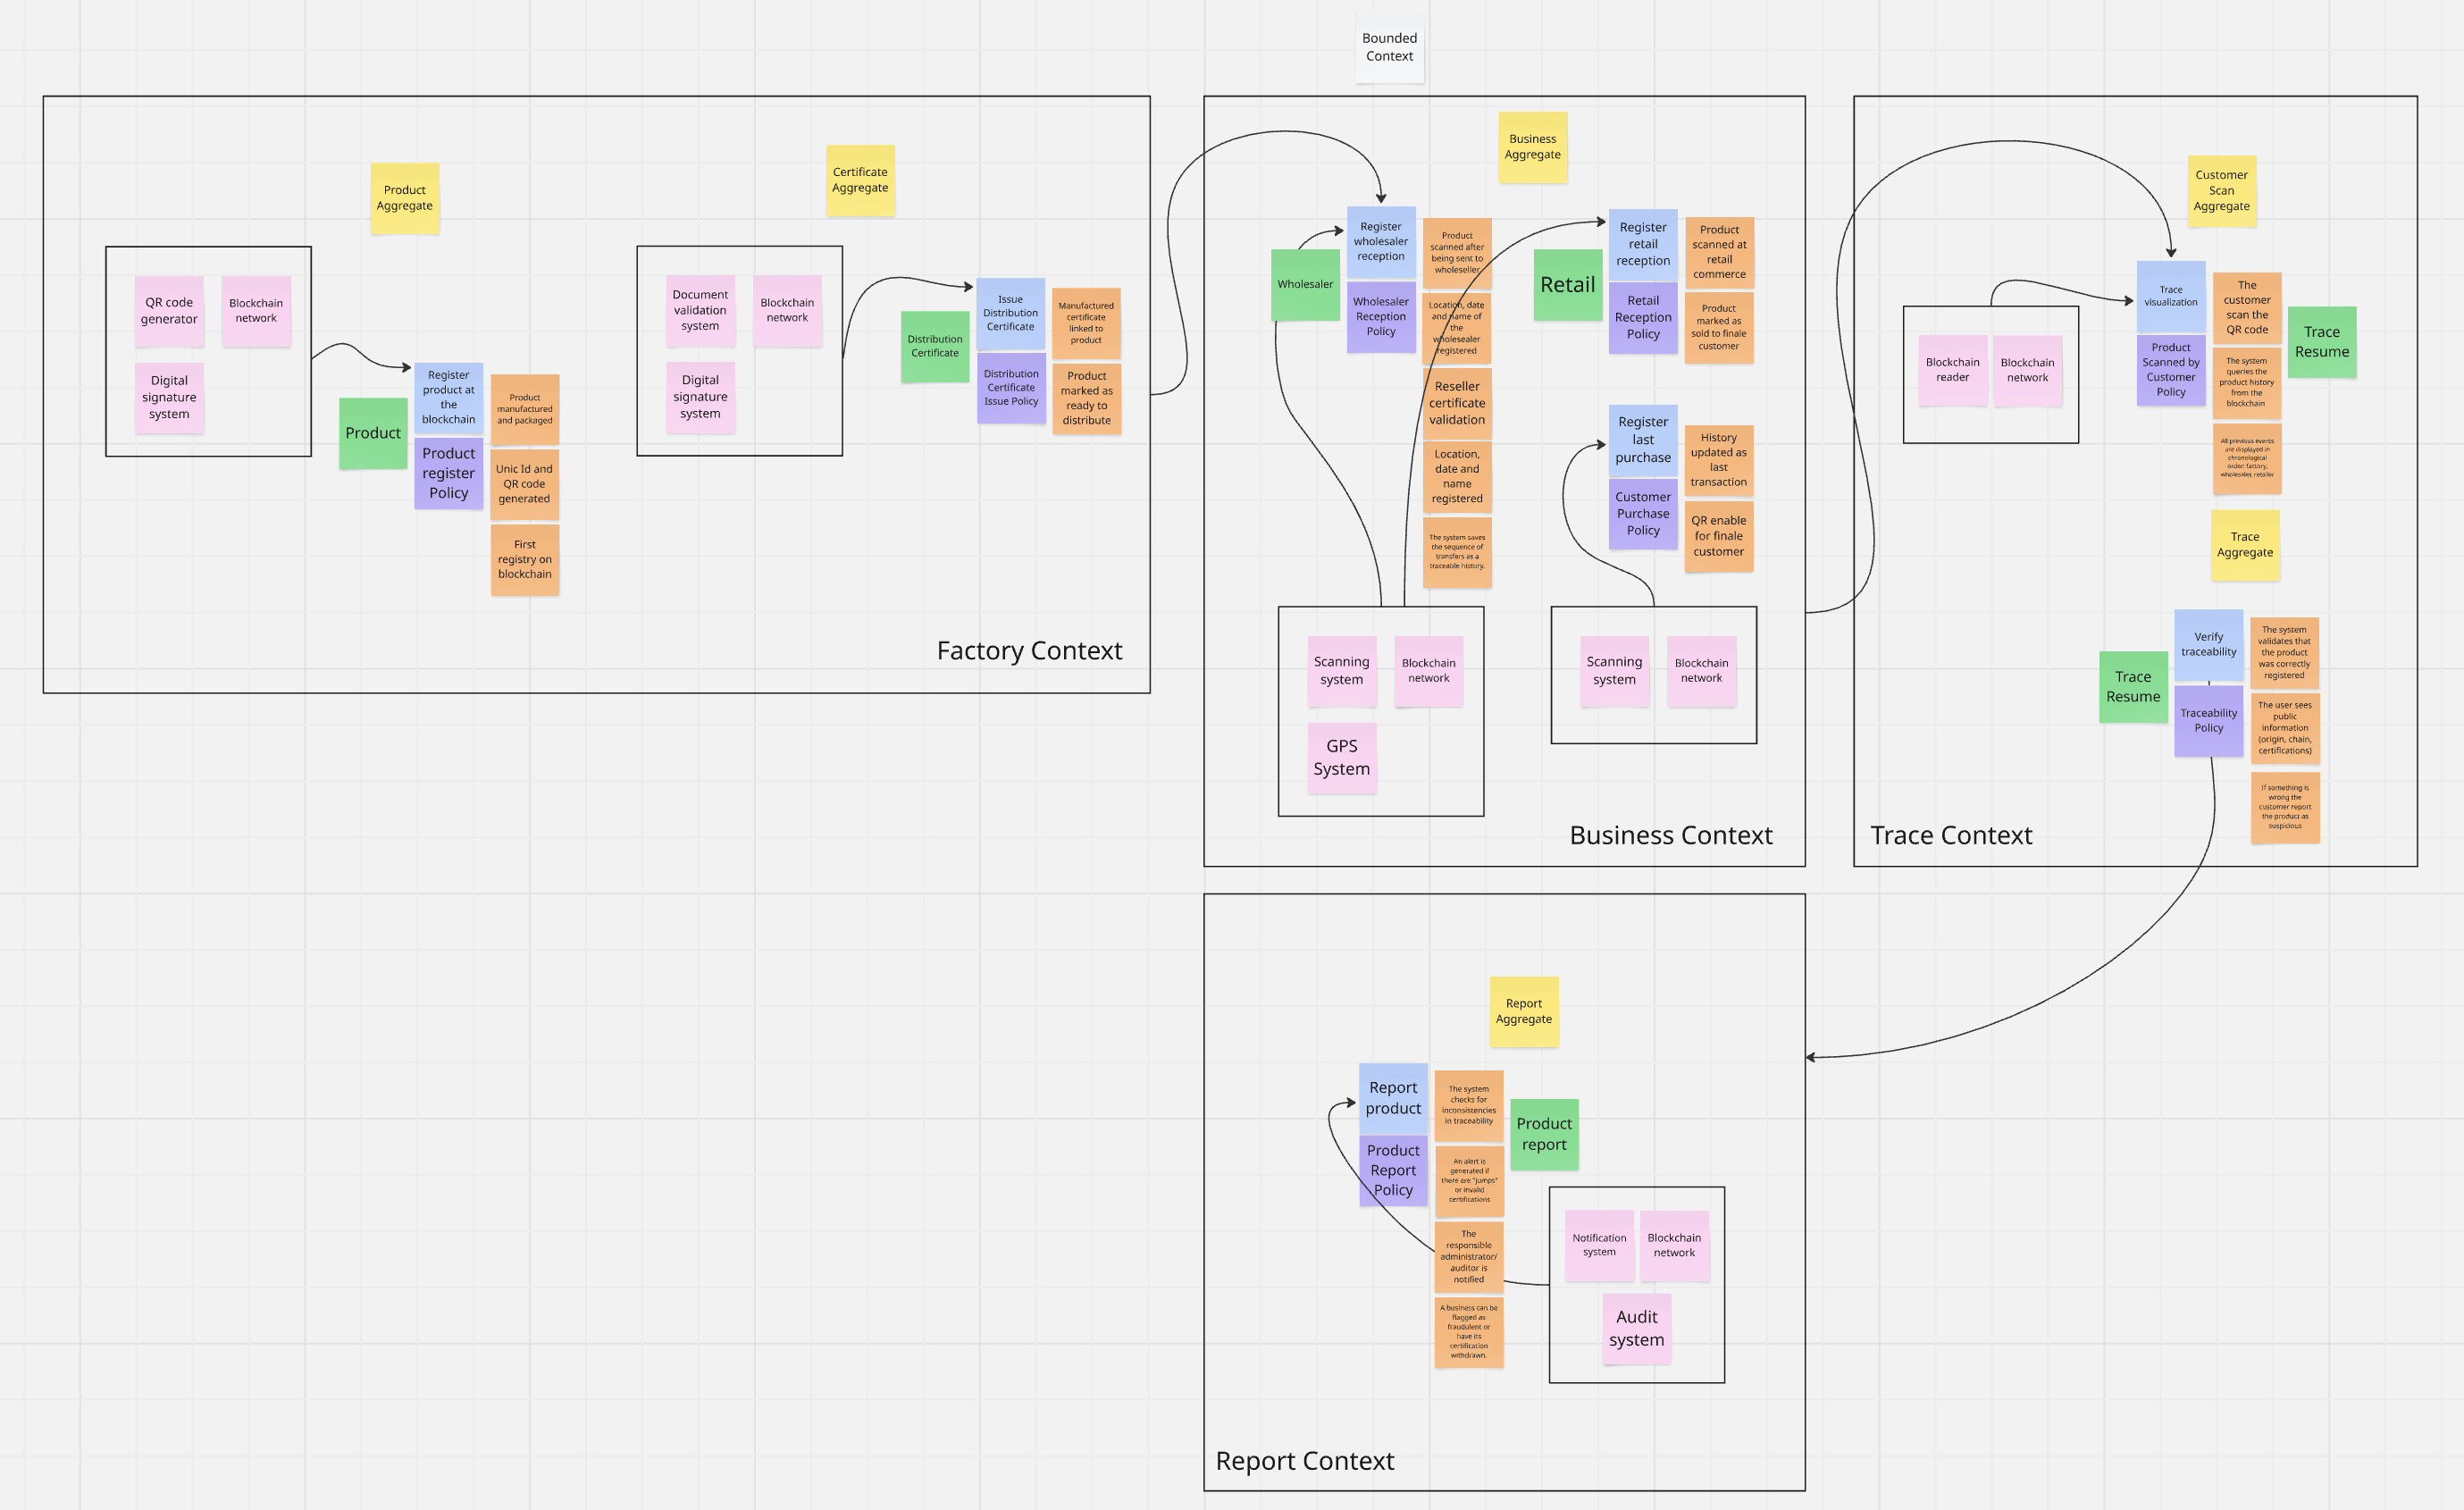 Bounded
Context
Product
Aggregate
Certificate
Aggregate
QR code
generator
Blockchain
network
Digital
signature
system
Product
Register
product at
the
blockchain
Product
register
Policy
Product
manufactured
and packaged
Unic Id and
QR code
generated
First
registry on
blockchain
Document
validation
system
Blockchain
network
Digital
signature
system
Distribution
Certificate
Issue
Distribution
Certificate
Distribution
Certificate
Issue Policy
Manufactured
certificate
linked to
product
Product
marked as
ready to
distribute
Factory Context
Business
Aggregate
Wholesaler
Register
wholesaler
reception
Wholesaler
Reception
Policy
Product
scanned after
being sent to
wholeseller
Location, date
and name of
the
wholesealer
registered
Reseller
certificate
validation
Location,
date and
name
registered
The system saves
the sequence of
transfers as a
traceable history.
Retail
Register
retail
reception
Retail
Reception
Policy
Product
scanned at
retail
commerce
Product
marked as
sold to finale
customer
Register
last
purchase
Customer
Purchase
Policy
History
updated as
last
transaction
QR enable
for finale
customer
Scanning
system
Blockchain
network
GPS
System
Scanning
system
Blockchain
network
Business Context
Customer
Scan
Aggregate
Blockchain
reader
Blockchain
network
Trace
visualization
Product
Scanned by
Customer
Policy
The
customer
scan the
QR code
The system
queries the
product history
from the
blockchain
All previous events
are displayed in
chronological
order: factory,
wholesaler, retailer
Trace
Resume
Trace
Aggregate
Trace
Resume
Verify
traceability
Traceability
Policy
The system
validates that
the product
was correctly
registered
The user sees
public
information
(origin, chain,
certifications)
If something is
wrong the
customer report
the product as
suspicious
Trace Context
Report
Aggregate
Report
product
Product
Report
Policy
The system
checks for
inconsistencies
in traceability
An alert is
generated if
there are "jumps"
or invalid
certifications
The
responsible
administrator/
auditor is
notified
A business can be
flagged as
fraudulent or
have its
certification
withdrawn.
Product
report
Notification
system
Blockchain
network
Audit
system
Report Context